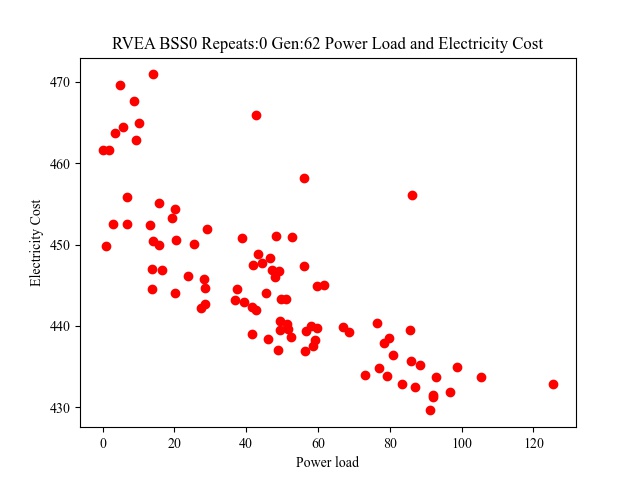 RVEA BSS0 Repeats:0 Gen:62 Power Load and Electricity Cost
470
460
450
440
430
Electricity Cost
0 20 40 60 80 100 120
Power load